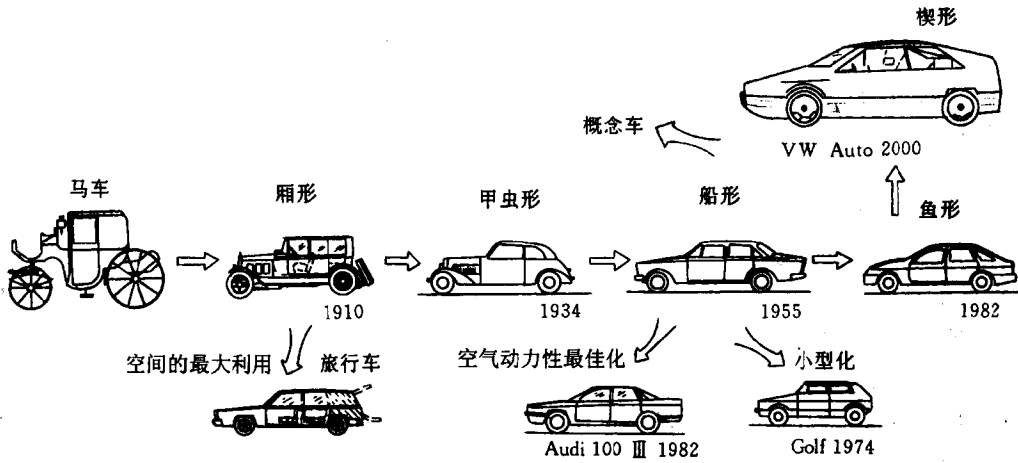 楔形
概念车
VW Auto 2000
马车
厢形
甲虫形
船形
鱼形
1910
1934
1955
1982
空间的最大利用
旅行车
空气动力性最佳化
小型化
Audi 100 Ⅲ 1982
Golf 1974